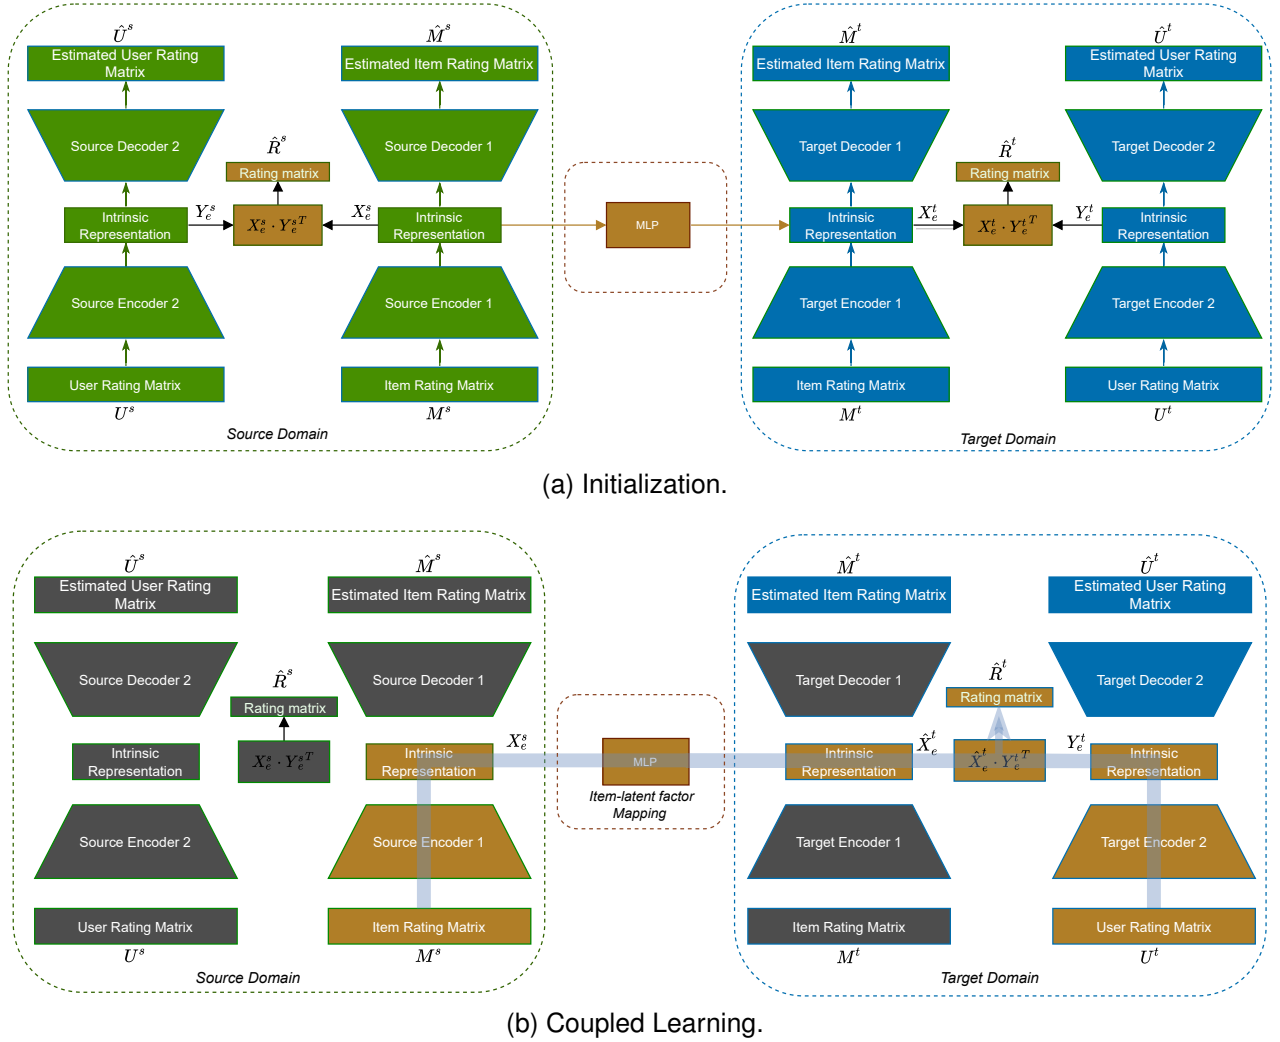 Û^s
M̂^s
M̂^t
Û^t
Estimated User Rating
Matrix
Estimated Item Rating Matrix
Estimated Item Rating Matrix
Estimated User Rating
Matrix
Source Decoder 2
Source Decoder 1
Target Decoder 1
Target Decoder 2
R̂^s
R̂^t
Rating matrix
Rating matrix
Intrinsic
Representation
Y_e^s
X_e^s · Y_e^{sT}
X_e^s
Intrinsic
Representation
MLP
Intrinsic
Representation
X_e^t
X_e^t · Y_e^{tT}
Y_e^t
Intrinsic
Representation
Source Encoder 2
Source Encoder 1
Target Encoder 1
Target Encoder 2
User Rating Matrix
Item Rating Matrix
Item Rating Matrix
User Rating Matrix
U^s
M^s
M^t
U^t
Source Domain
Target Domain
(a) Initialization.
Û^s
M̂^s
M̂^t
Û^t
Estimated User Rating
Matrix
Estimated Item Rating Matrix
Estimated Item Rating Matrix
Estimated User Rating
Matrix
Source Decoder 2
Source Decoder 1
Target Decoder 1
Target Decoder 2
R̂^s
R̂^t
Rating matrix
Rating matrix
Intrinsic
Representation
X_e^s · Y_e^{sT}
Intrinsic
Representation
X_e^s
MLP
Item-latent factor
Mapping
Intrinsic
Representation
X̂_e^t
X̂_e^t · Y_e^{tT}
Y_e^t
Intrinsic
Representation
Source Encoder 2
Source Encoder 1
Target Encoder 1
Target Encoder 2
User Rating Matrix
Item Rating Matrix
Item Rating Matrix
User Rating Matrix
U^s
M^s
M^t
U^t
Source Domain
Target Domain
(b) Coupled Learning.